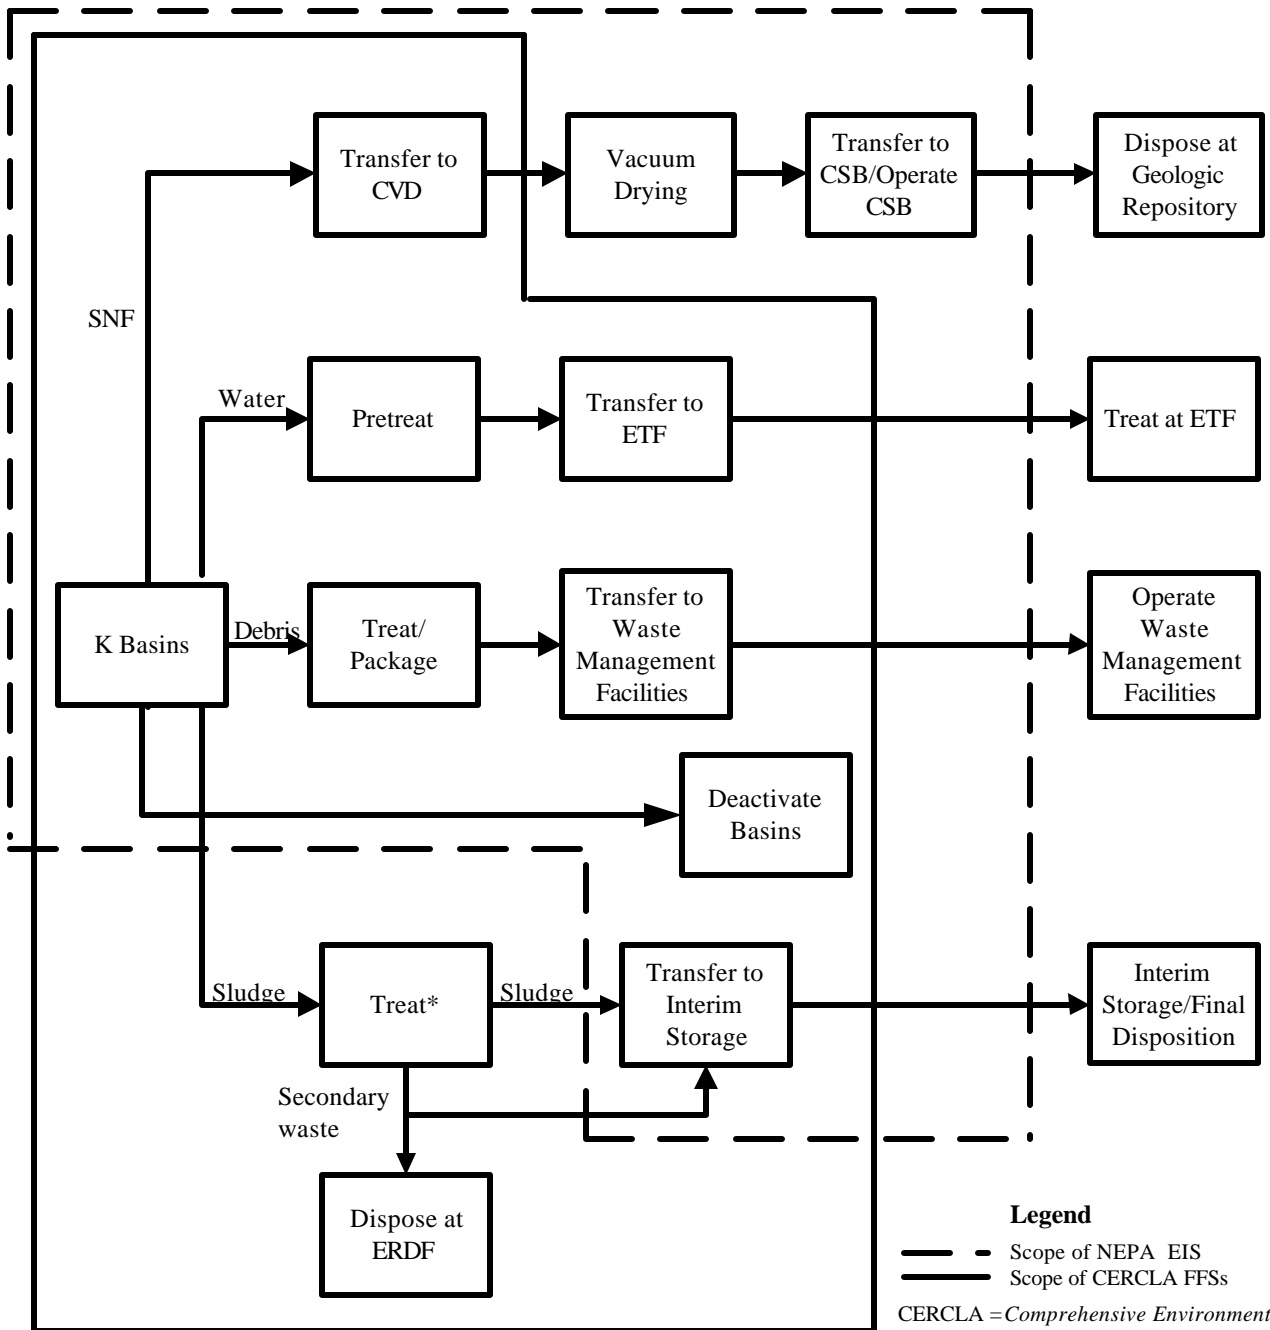 Transfer to
CVD
Vacuum
Drying
Transfer to
CSB/Operate
CSB
Dispose at
Geologic
Repository
SNF
Water
Pretreat
Transfer to
ETF
Treat at ETF
K Basins
Debris
Treat/
Package
Transfer to
Waste
Management
Facilities
Operate
Waste
Management
Facilities
Deactivate
Basins
Sludge
Treat*
Sludge
Transfer to
Interim
Storage
Interim
Storage/Final
Disposition
Secondary
waste
Dispose at
ERDF
Legend
Scope of NEPA EIS
Scope of CERCLA FFSs
CERCLA =Comprehensive Environment